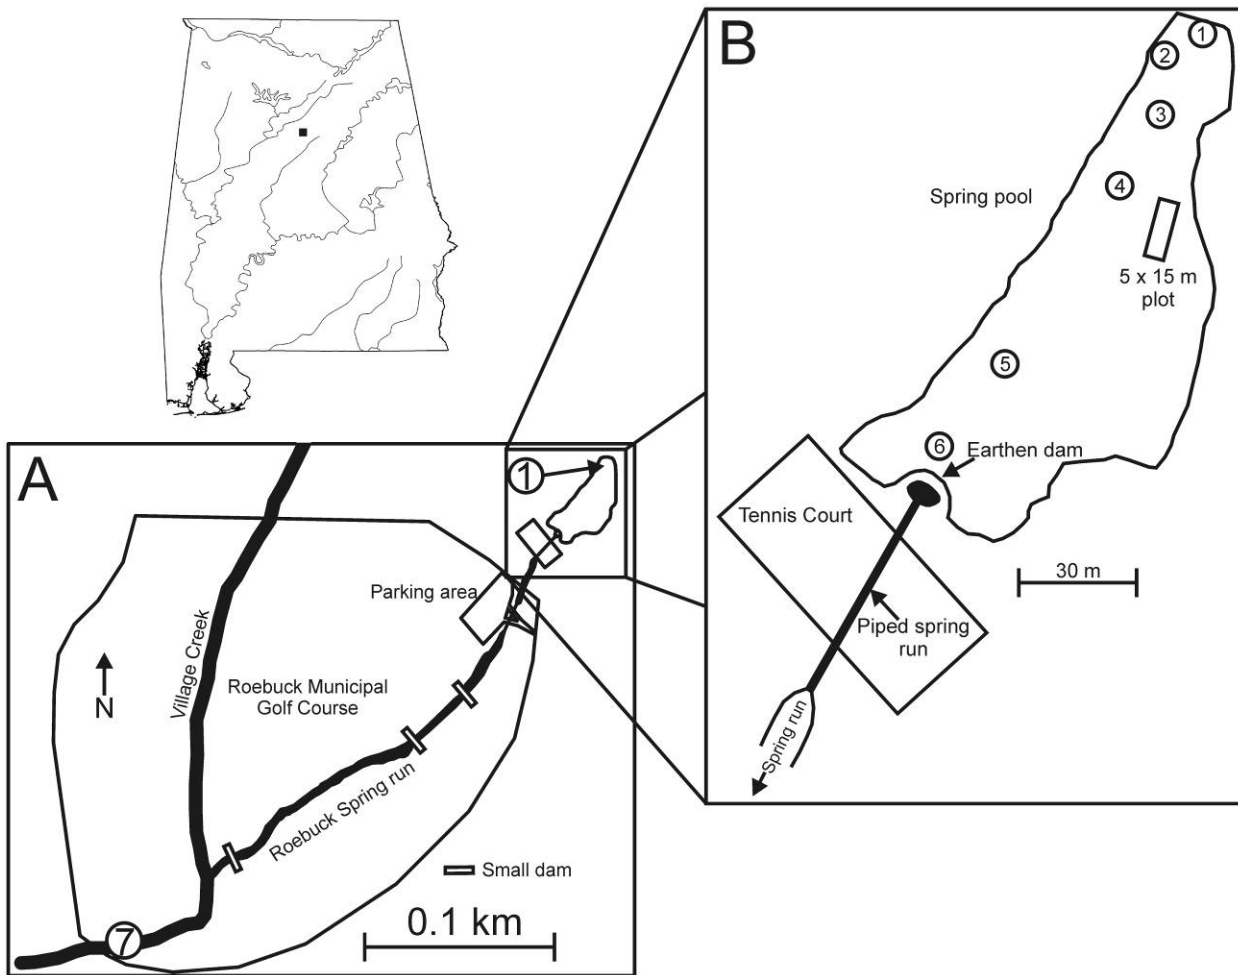 B
1
2
3
4
Spring pool
5 x 15 m
plot
5
6
Earthen dam
Tennis Court
30 m
Piped spring
run
Spring run
A
1
Parking area
Village Creek
N
Roebuck Municipal
Golf Course
Roebuck Spring run
Small dam
0.1 km
7